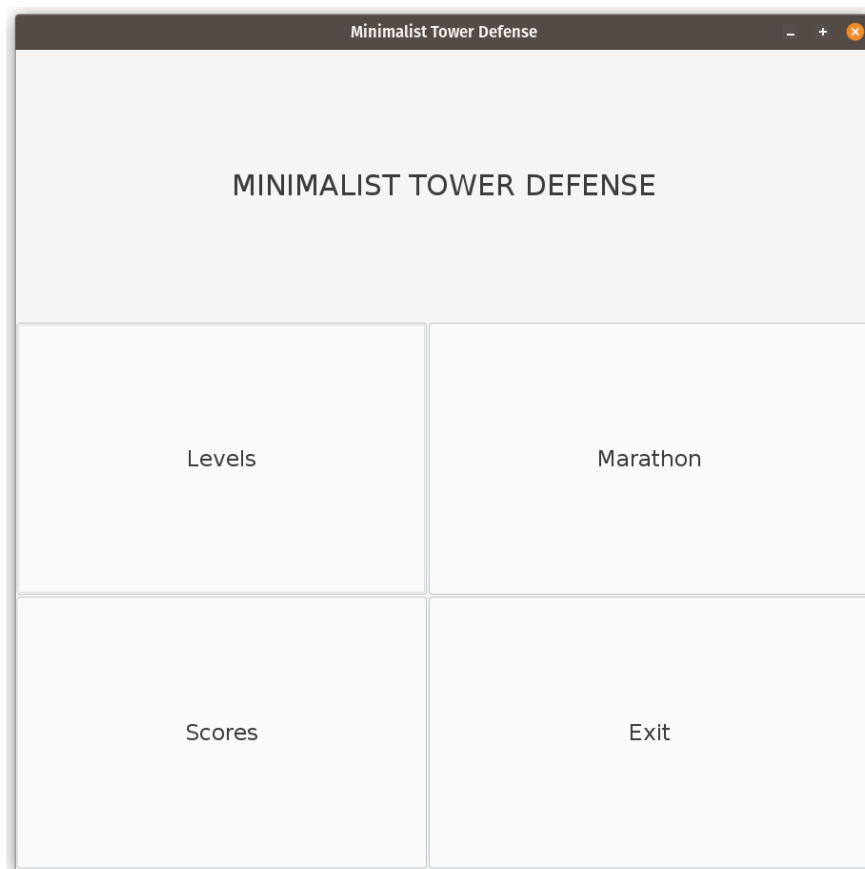 Minimalist Tower Defense
MINIMALIST TOWER DEFENSE
Levels
Marathon
Scores
Exit